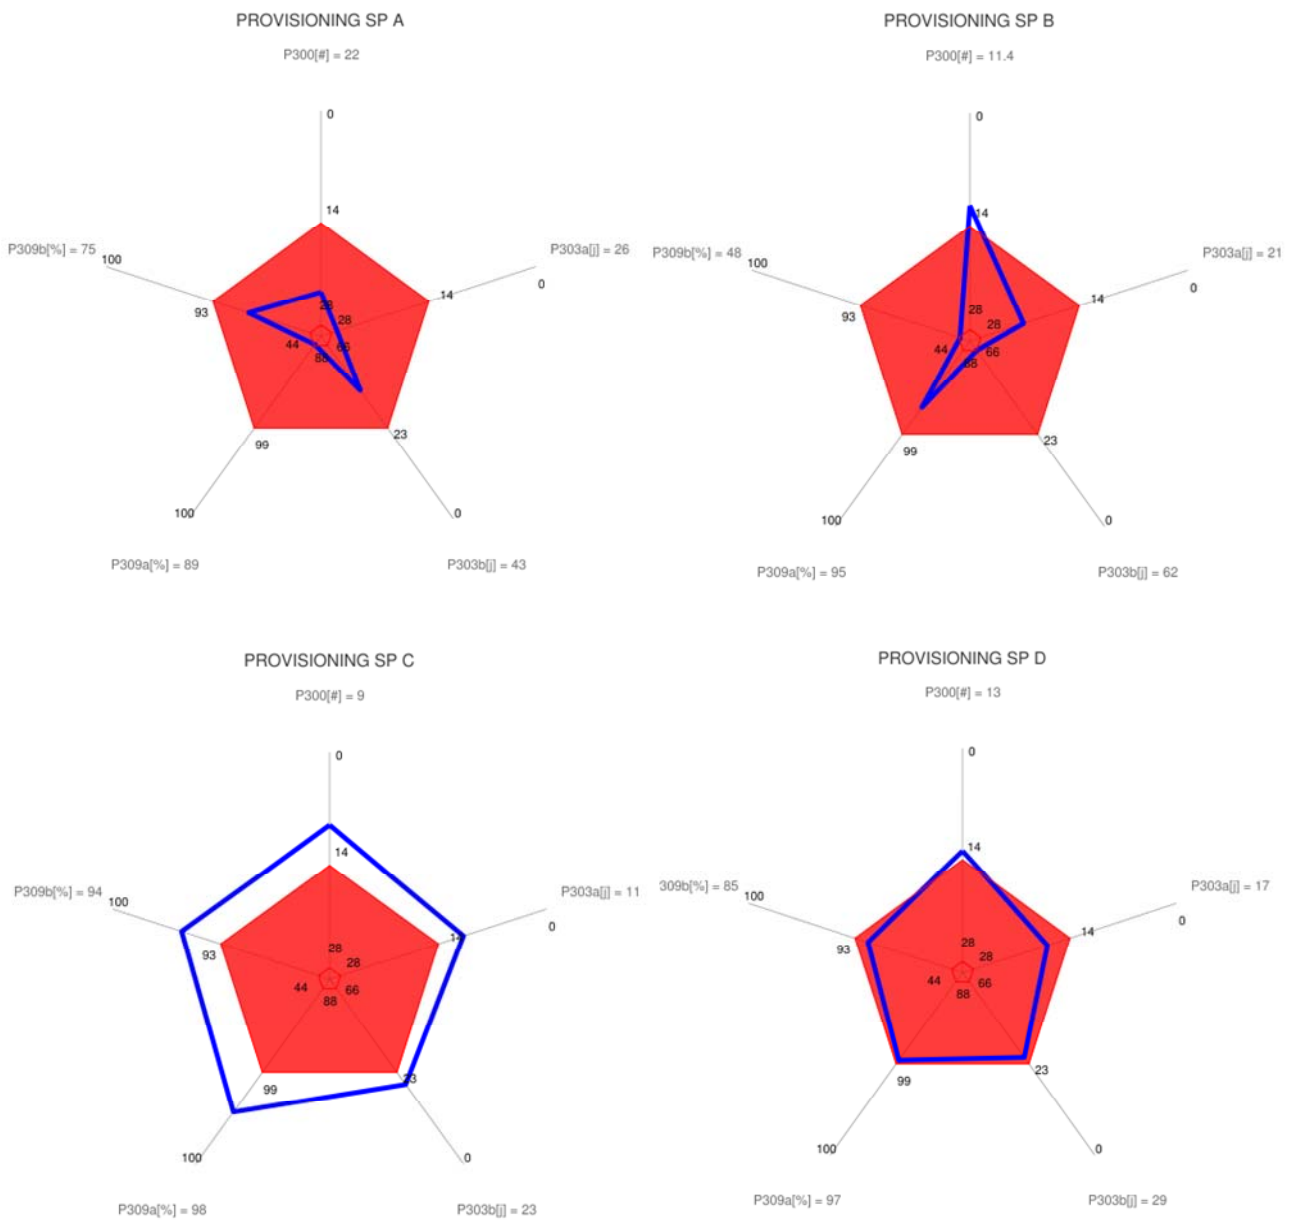 PROVISIONING SP A
P300[#] = 22
0
14
P309b[%] = 75
100
P303a[j] = 26
0
14
93
28
28
44
66
88
99
23
100
0
P309a[%] = 89
P303b[j] = 43
PROVISIONING SP B
P300[#] = 11.4
0
14
P309b[%] = 48
100
P303a[j] = 21
0
14
93
28
28
44
66
88
99
23
100
0
P309a[%] = 95
P303b[j] = 62
PROVISIONING SP C
P300[#] = 9
0
14
P309b[%] = 94
100
P303a[j] = 11
0
14
93
28
28
44
66
88
23
99
100
0
P309a[%] = 98
P303b[j] = 23
PROVISIONING SP D
P300[#] = 13
0
14
309b[%] = 85
100
P303a[j] = 17
0
14
93
28
28
44
66
88
23
99
100
0
P309a[%] = 97
P303b[j] = 29